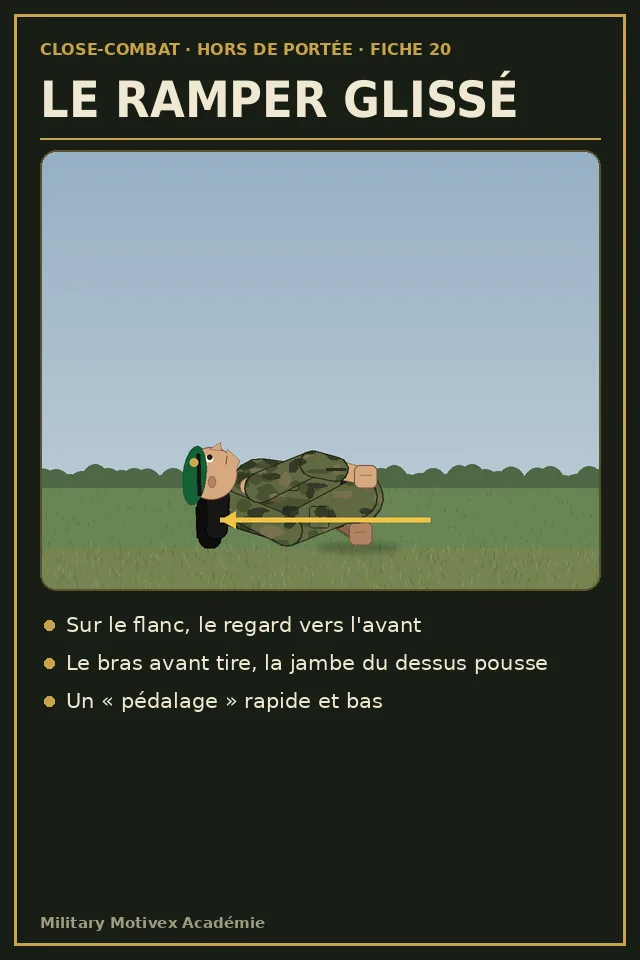 CLOSE-COMBAT · HORS DE PORTÉE · FICHE 20
LE RAMPER GLISSÉ
Sur le flanc, le regard vers l'avant
Le bras avant tire, la jambe du dessus pousse
Un « pédalage » rapide et bas
Military Motivex Académie